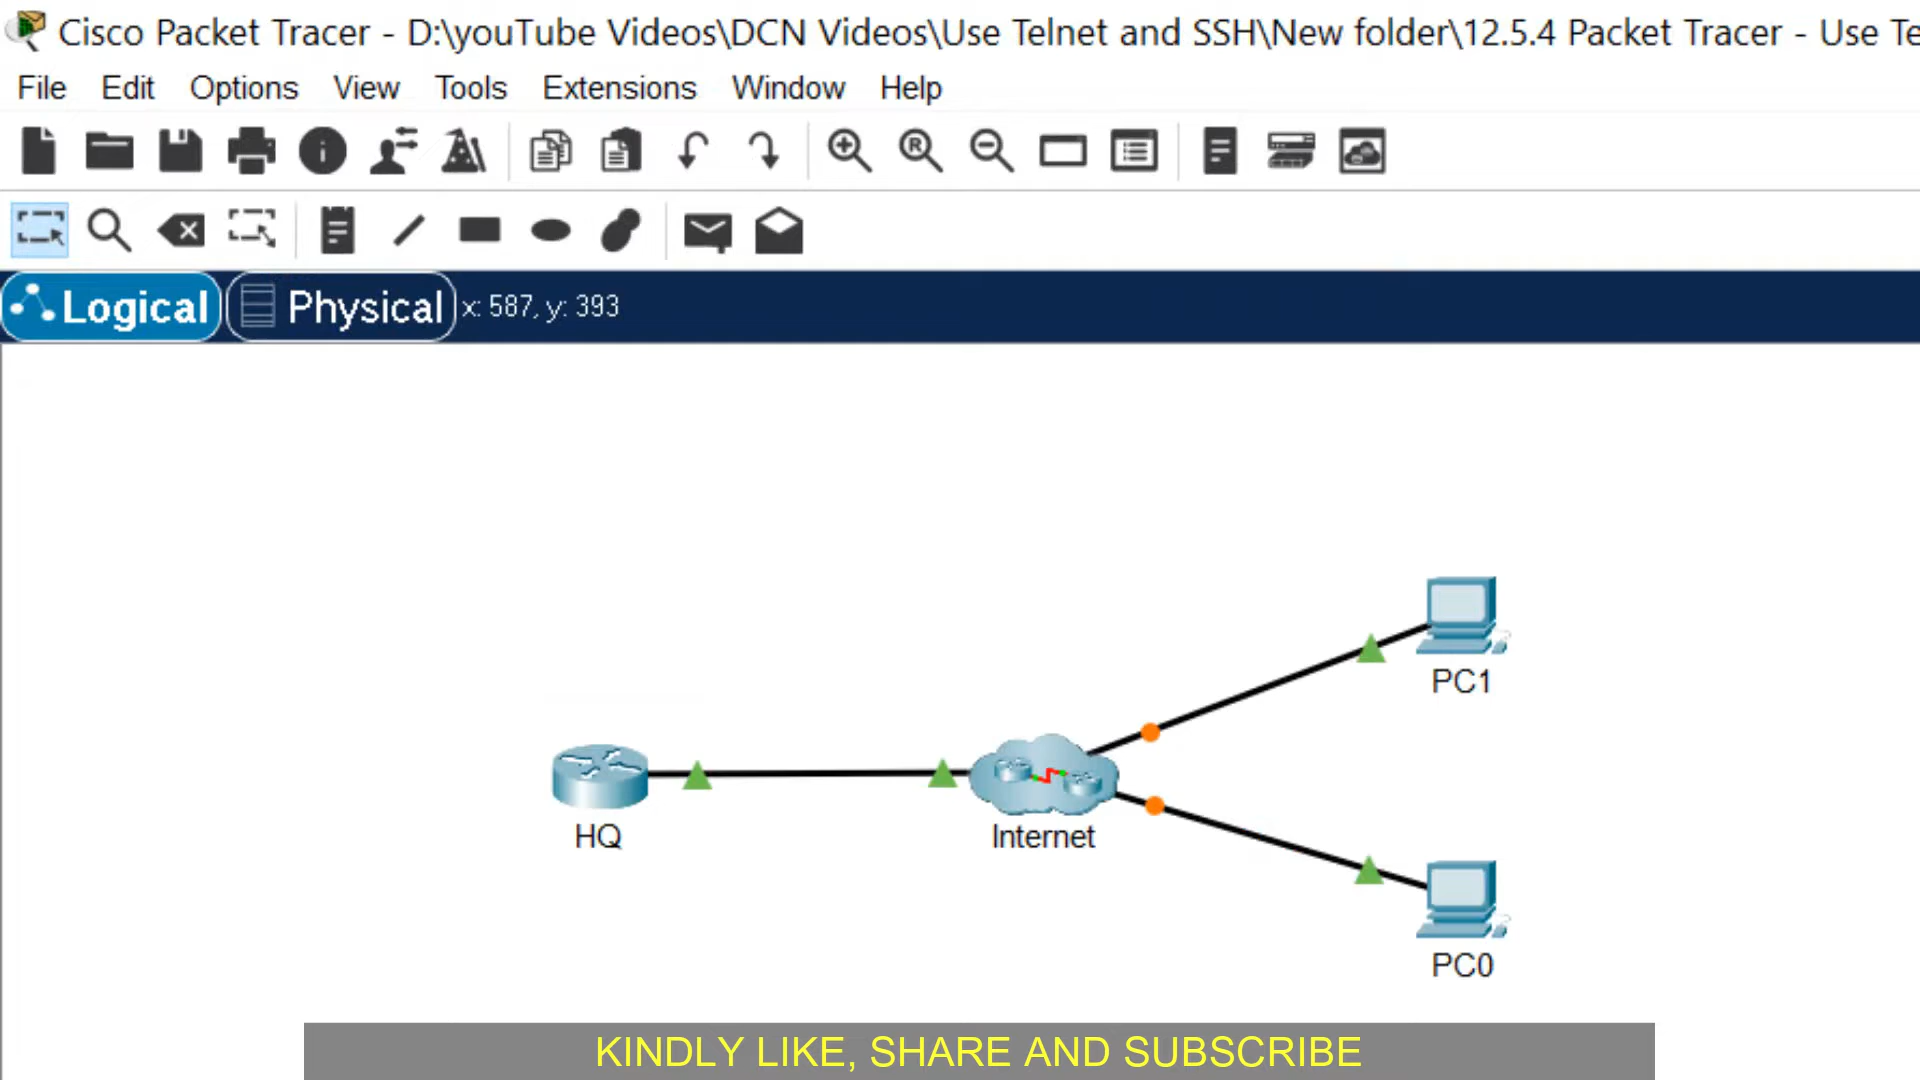 Cisco Packet Tracer - D:\youTube Videos\DCN Videos\Use Telnet and SSH\New folder\12.5.4 Packet Tracer - Use Te
File Edit Options View Tools Extensions Window Help
R
Logical Physical x: 587, y: 393
PC1
HQ
Internet
PC0
KINDLY LIKE, SHARE AND SUBSCRIBE